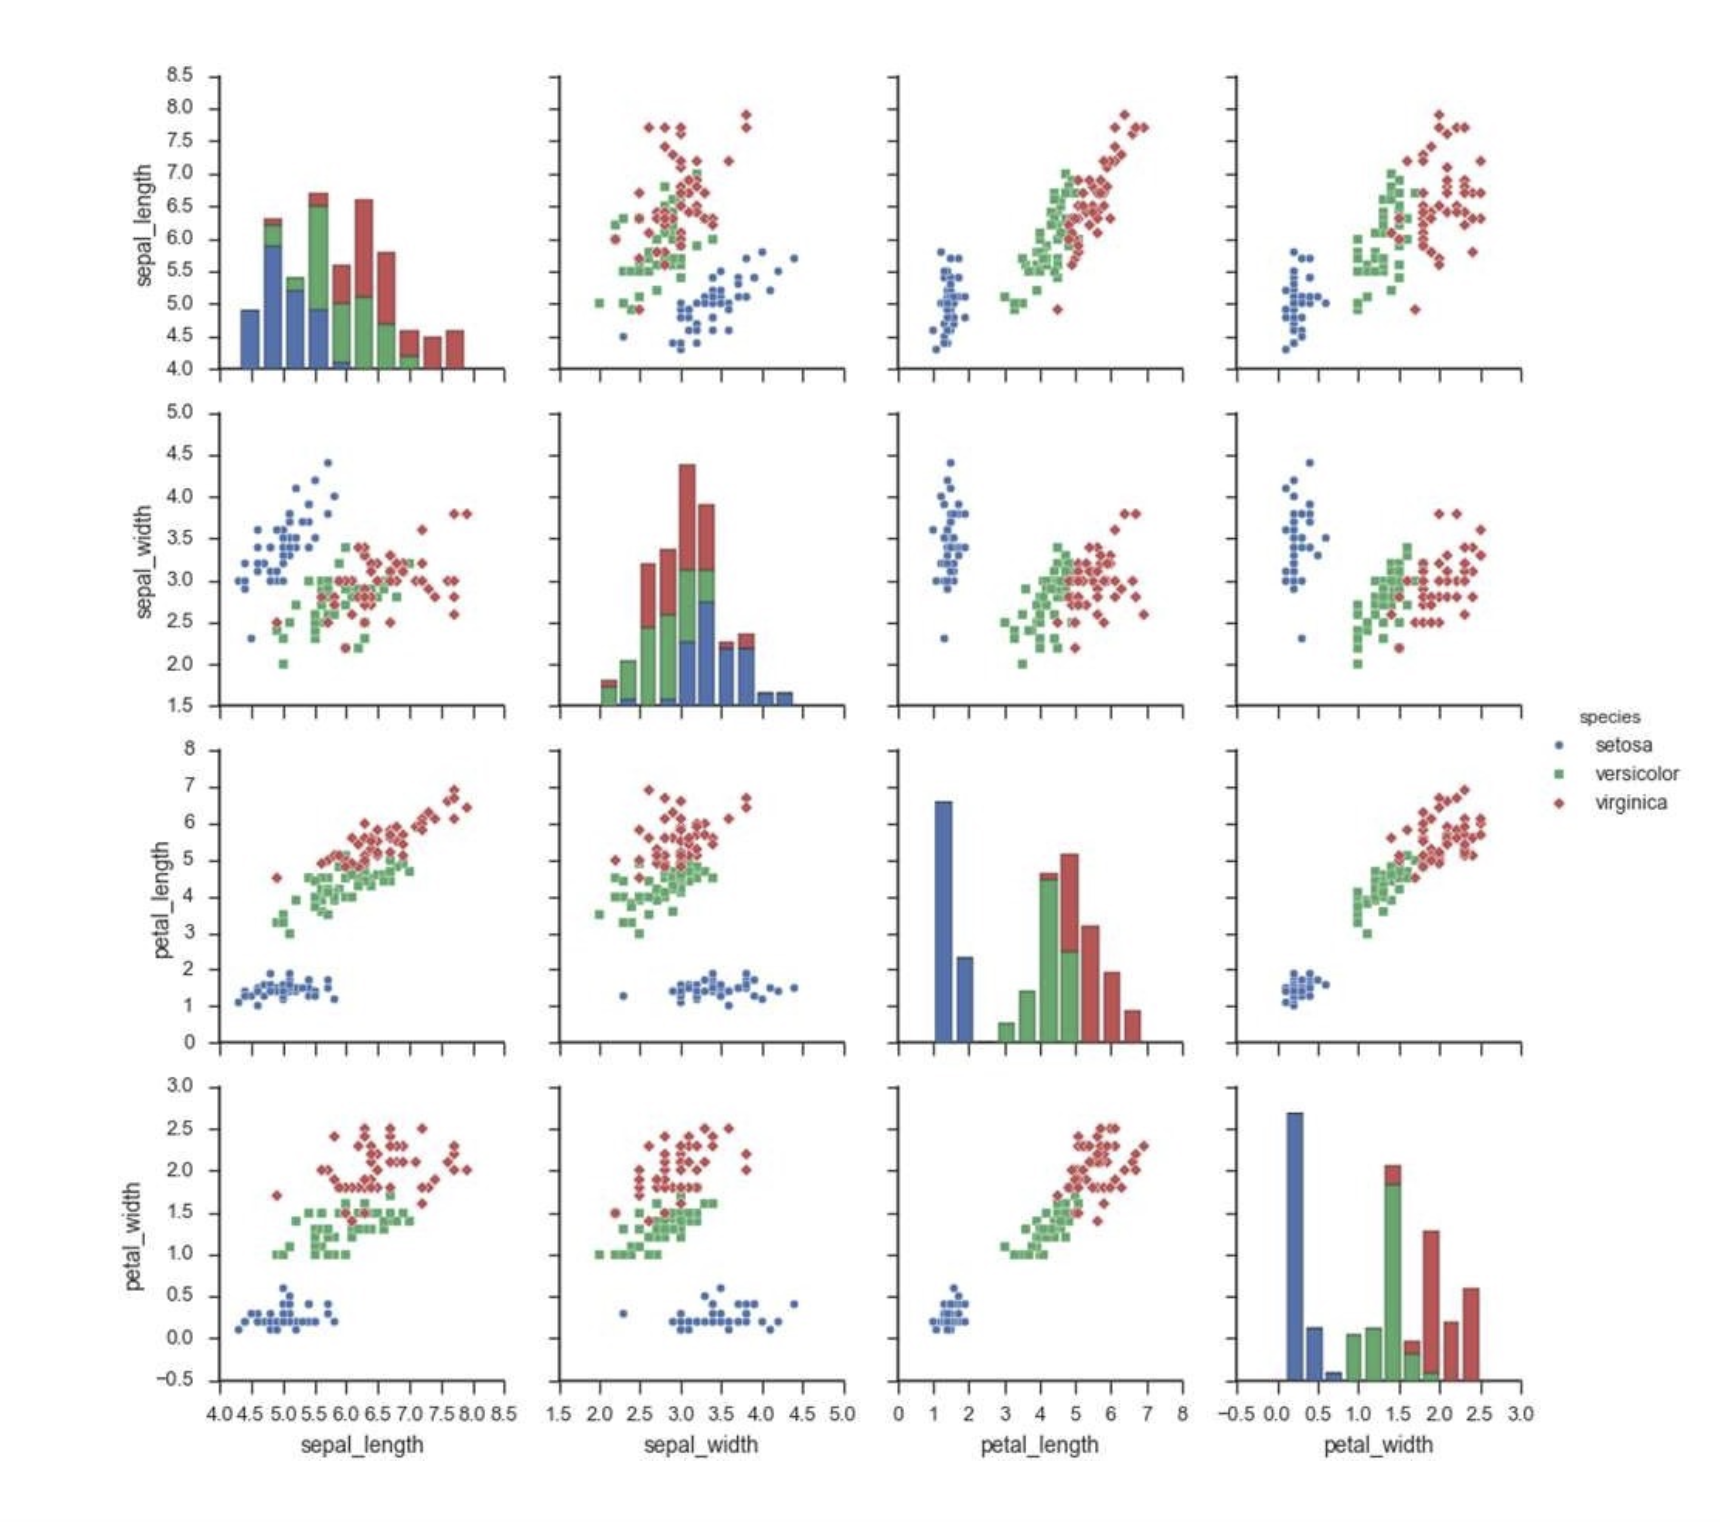 8.5
8.0
7.5
7.0
6.5
6.0
5.5
5.0
4.5
4.0
sepal_length
5.0
4.5
4.0
3.5
3.0
2.5
2.0
1.5
sepal_width
species
setosa
versicolor
virginica
8
7
6
5
4
3
2
1
0
petal_length
3.0
2.5
2.0
1.5
1.0
0.5
0.0
−0.5
petal_width
4.0 4.5 5.0 5.5 6.0 6.5 7.0 7.5 8.0 8.5
sepal_length
1.5 2.0 2.5 3.0 3.5 4.0 4.5 5.0
sepal_width
0 1 2 3 4 5 6 7 8
petal_length
−0.5 0.0 0.5 1.0 1.5 2.0 2.5 3.0
petal_width